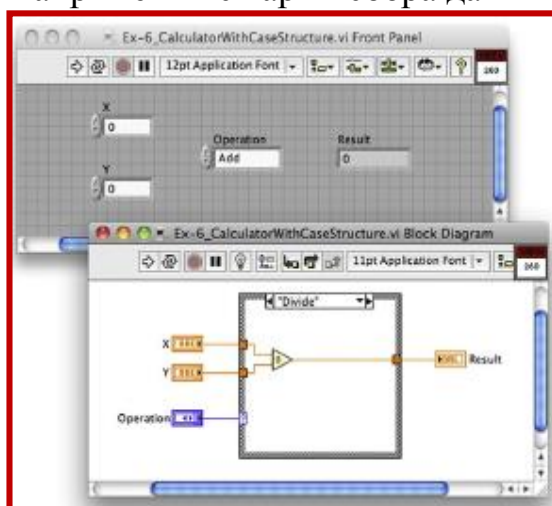 Ex-6_CalculatorWithCaseStructure.vi Front Panel
12pt Application Font
X
0
Operation
Result
Add
0
Y
0
Ex-6_CalculatorWithCaseStructure.vi Block Diagram
11pt Application Font
"Divide"
X
Y
Result
Operation